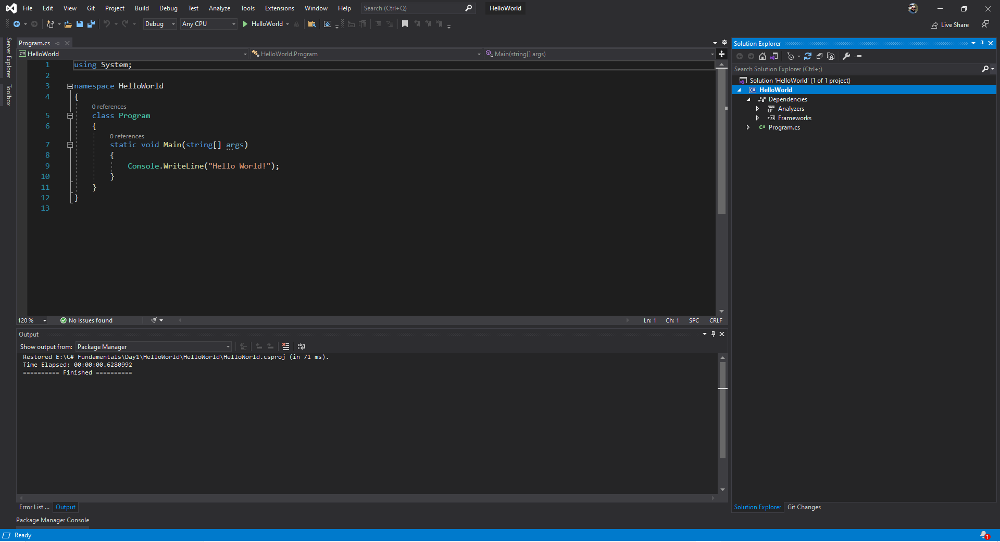 File Edit View Git Project Build Debug Test Analyze Tools Extensions Window Help Search (Ctrl+Q) HelloWorld
Debug Any CPU HelloWorld Live Share
Server Explorer
Toolbox
Program.cs
HelloWorld HelloWorld.Program Main(string[] args)
1 using System;
2
3 namespace HelloWorld
4 {
0 references
5 class Program
6 {
0 references
7 static void Main(string[] args)
8 {
9 Console.WriteLine("Hello World!");
10 }
11 }
12 }
13
120 % No issues found Ln: 1 Ch: 1 SPC CRLF
Output
Show output from: Package Manager
Restored E:\C# Fundamentals\Day1\HelloWorld\HelloWorld\HelloWorld.csproj (in 71 ms).
Time Elapsed: 00:00:00.6280992
========== Finished ==========
Error List ... Output
Package Manager Console
Solution Explorer
Search Solution Explorer (Ctrl+;)
Solution 'HelloWorld' (1 of 1 project)
C# HelloWorld
Dependencies
Analyzers
Frameworks
C# Program.cs
Solution Explorer Git Changes
Ready 1